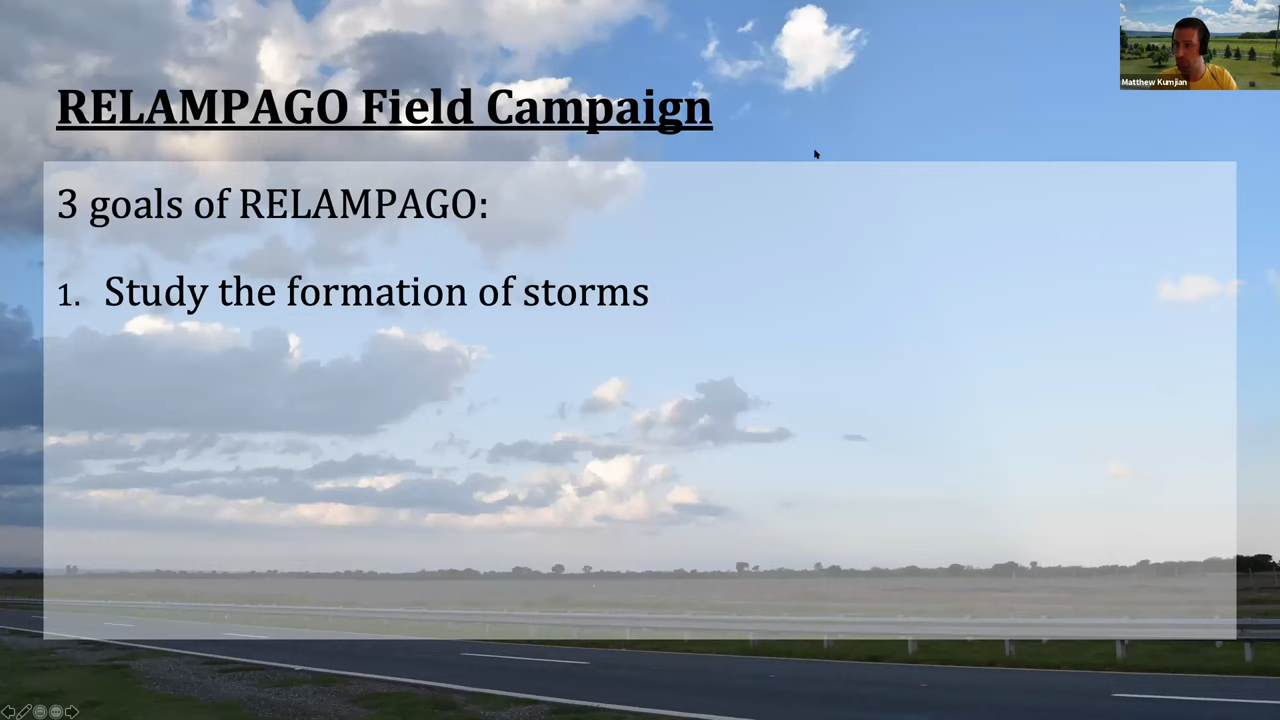 RELAMPAGO Field Campaign
3 goals of RELAMPAGO:
1. Study the formation of storms
Matthew Kumjian